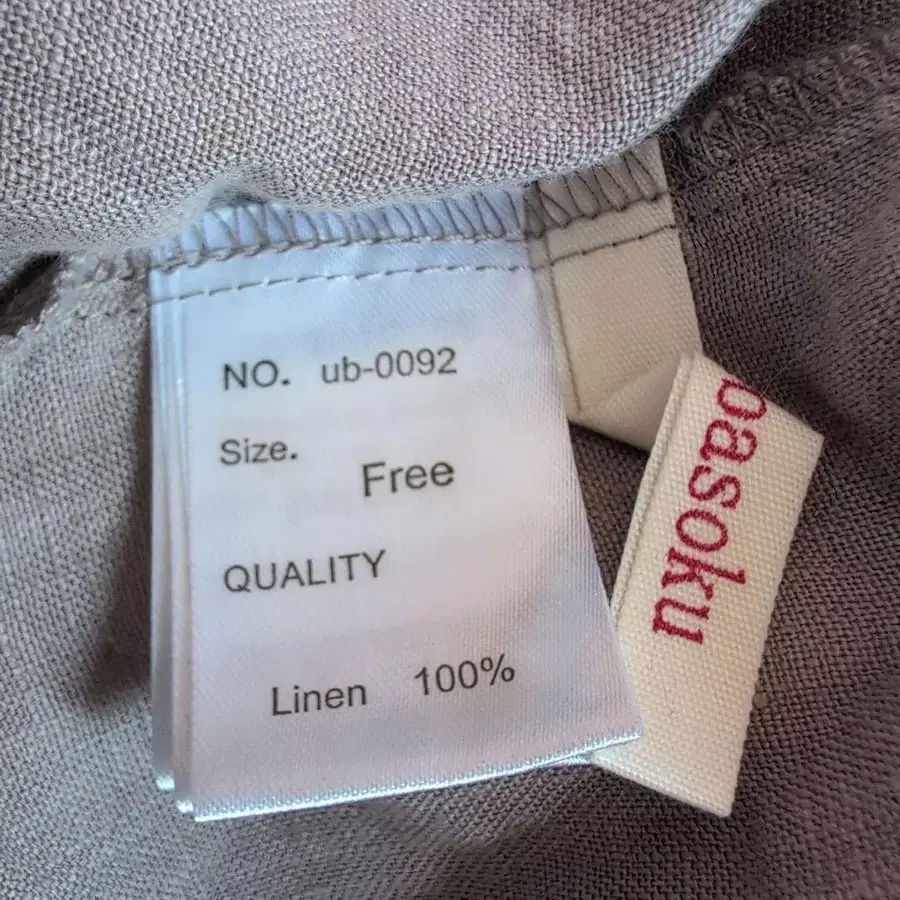 NO. ub-0092
Size.
Free
QUALITY
Linen 100%
oasoku